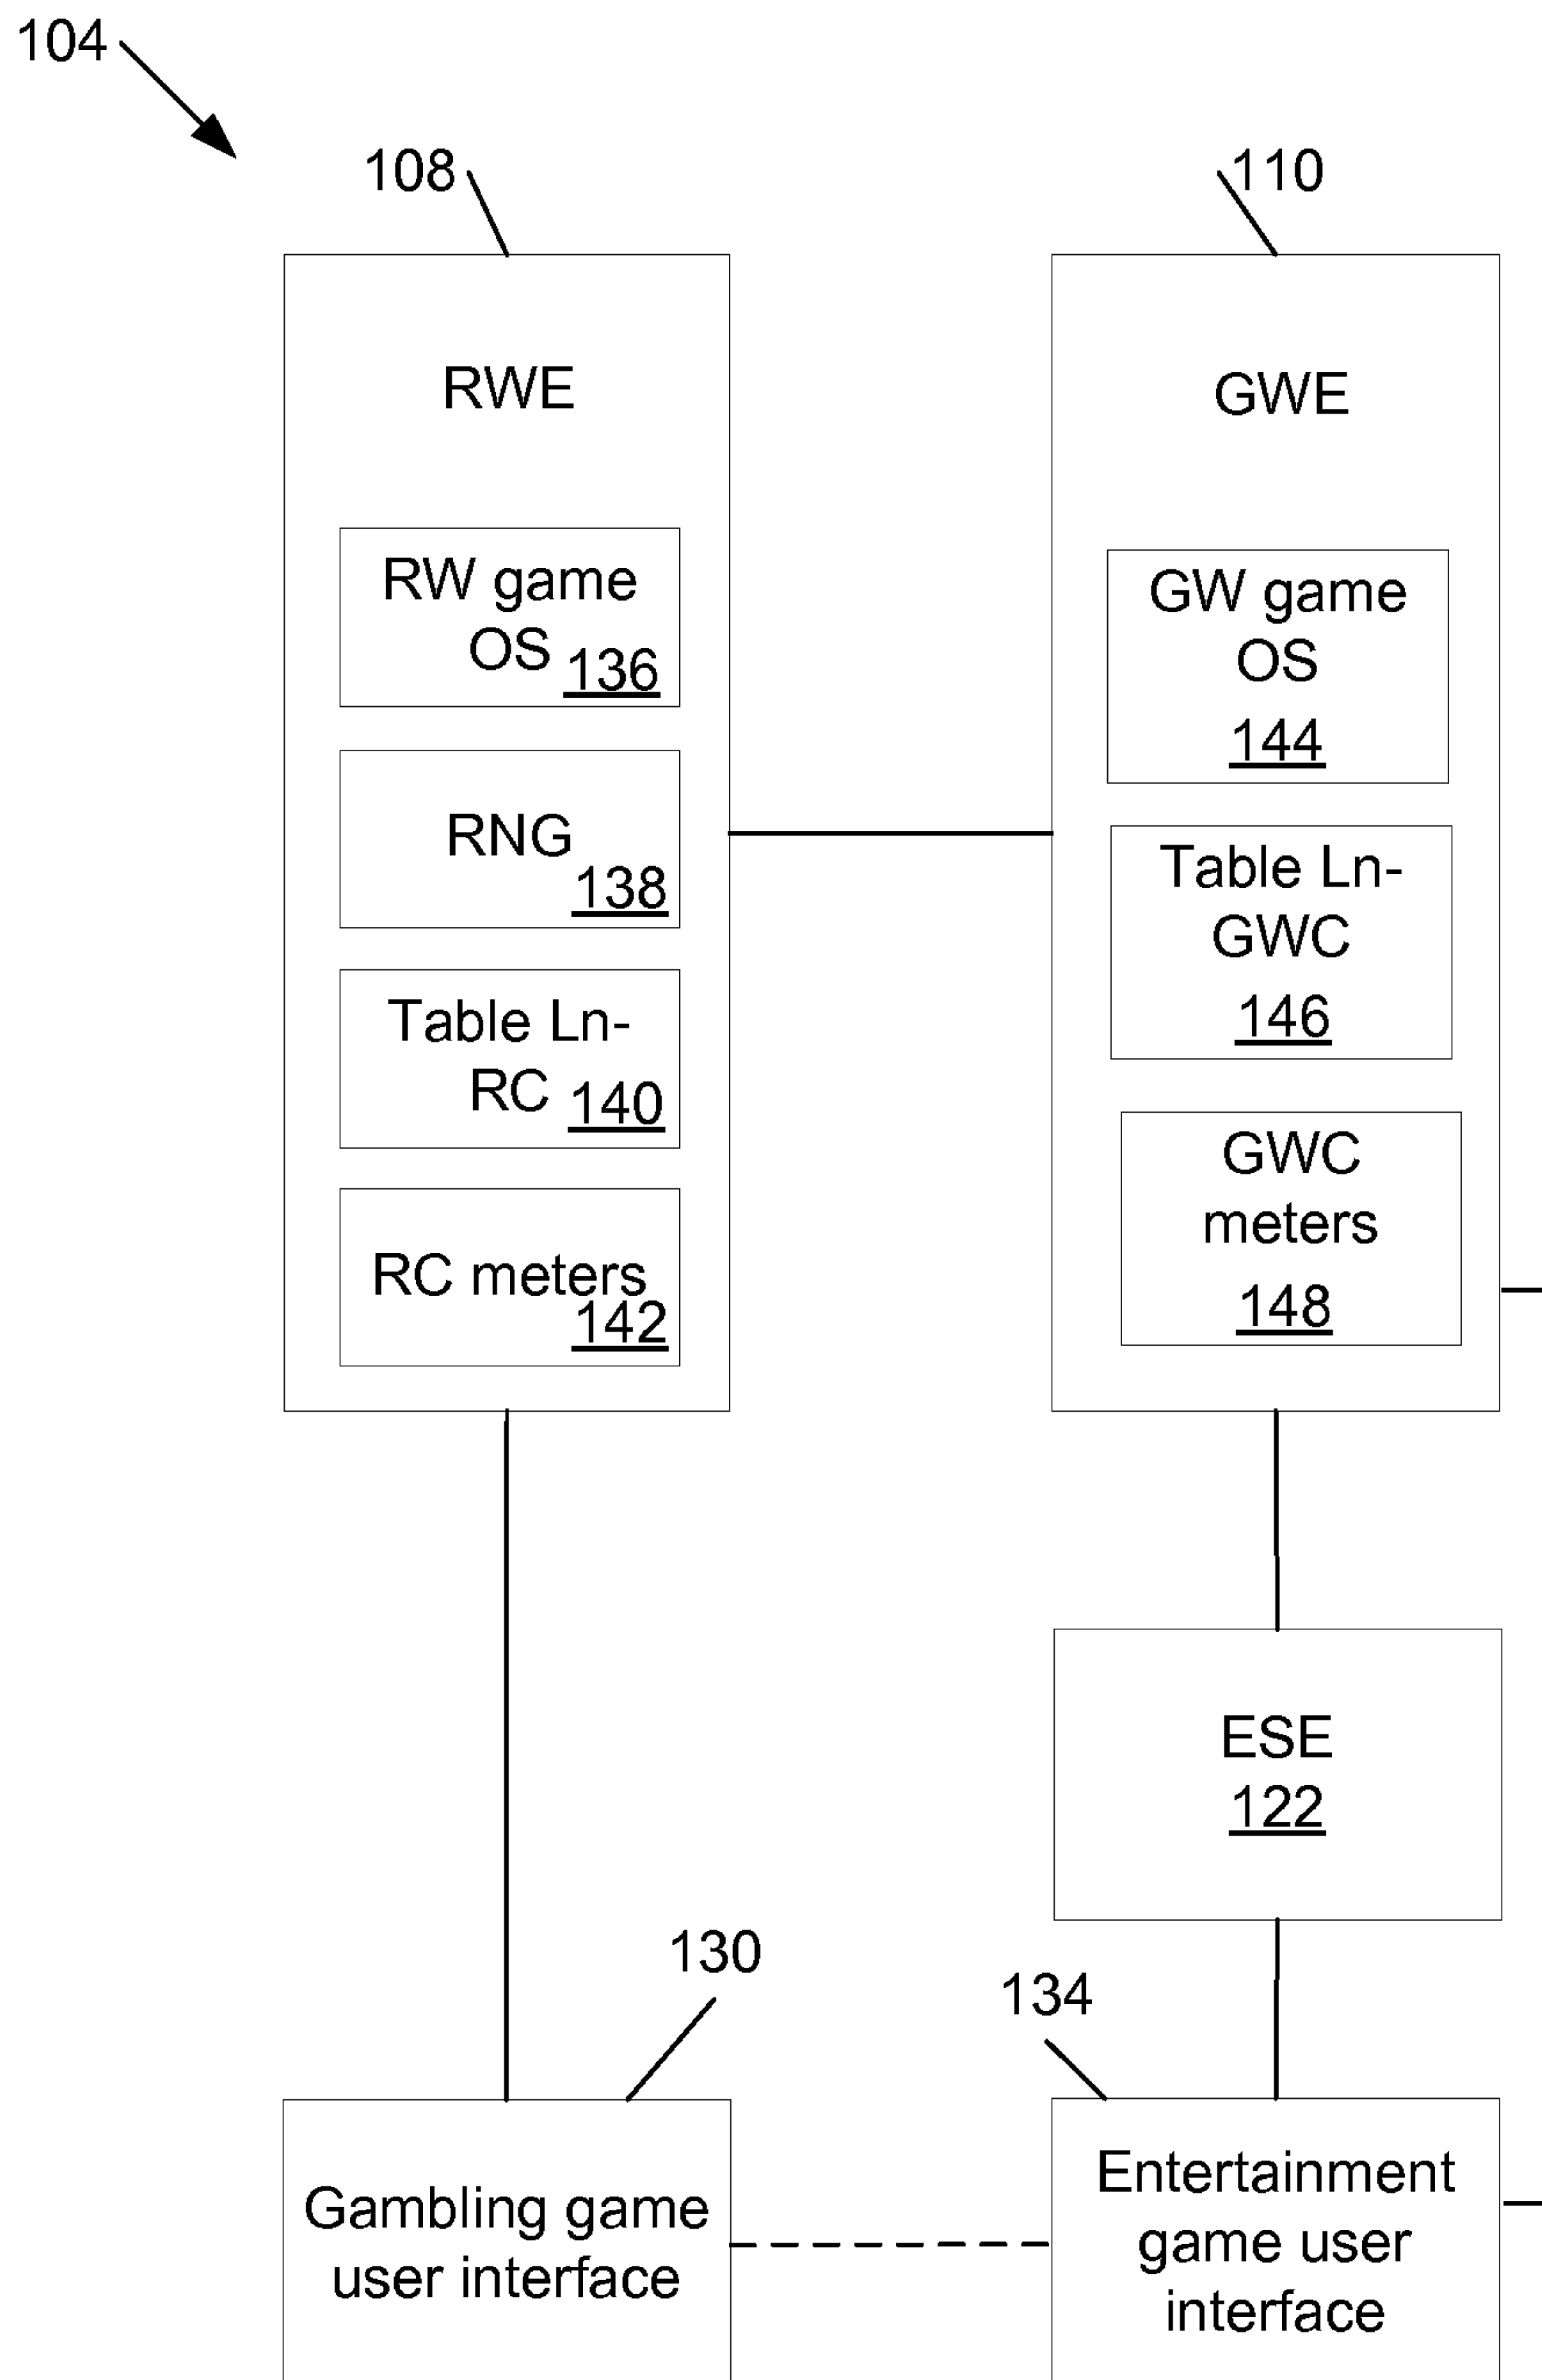 104
108
110
RWE
GWE
RW game
OS 136
GW game
OS
144
RNG
138
Table Ln-
GWC
146
Table Ln-
RC 140
GWC
meters
148
RC meters
142
ESE
122
130
134
Gambling game
user interface
Entertainment
game user
interface